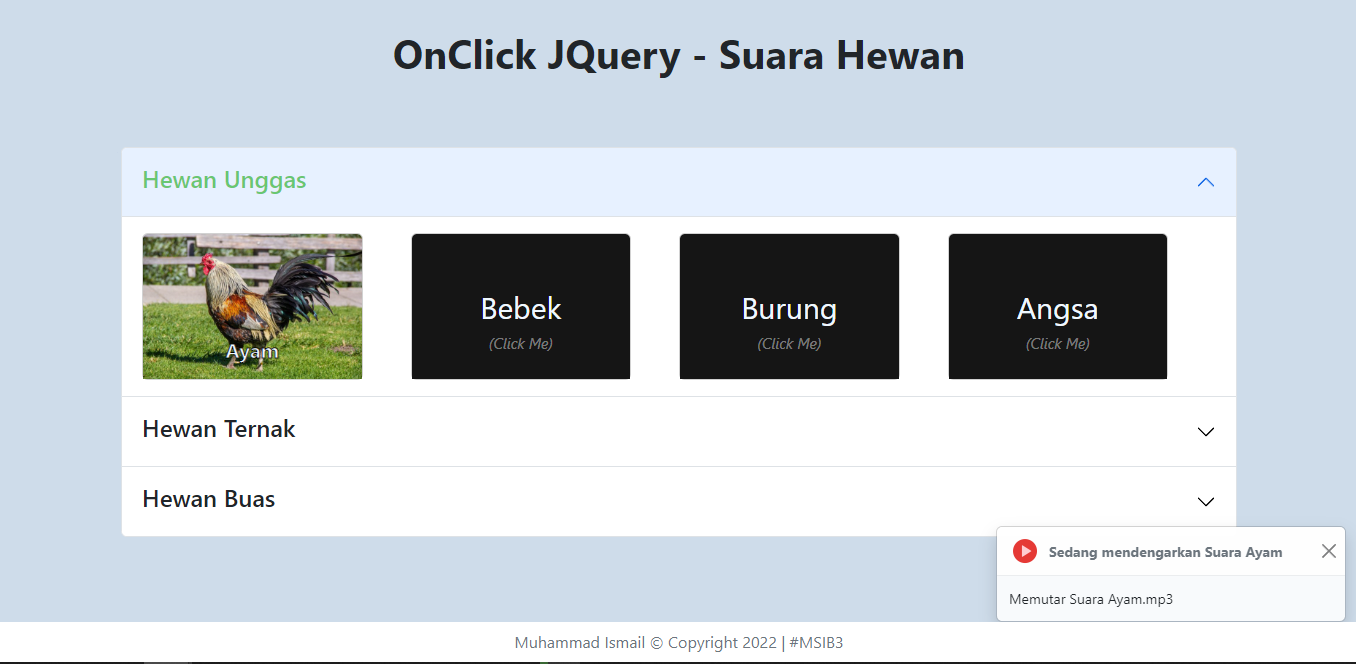 OnClick JQuery - Suara Hewan
Hewan Unggas
Ayam
Bebek
(Click Me)
Burung
(Click Me)
Angsa
(Click Me)
Hewan Ternak
Hewan Buas
Sedang mendengarkan Suara Ayam
Memutar Suara Ayam.mp3
Muhammad Ismail © Copyright 2022 | #MSIB3